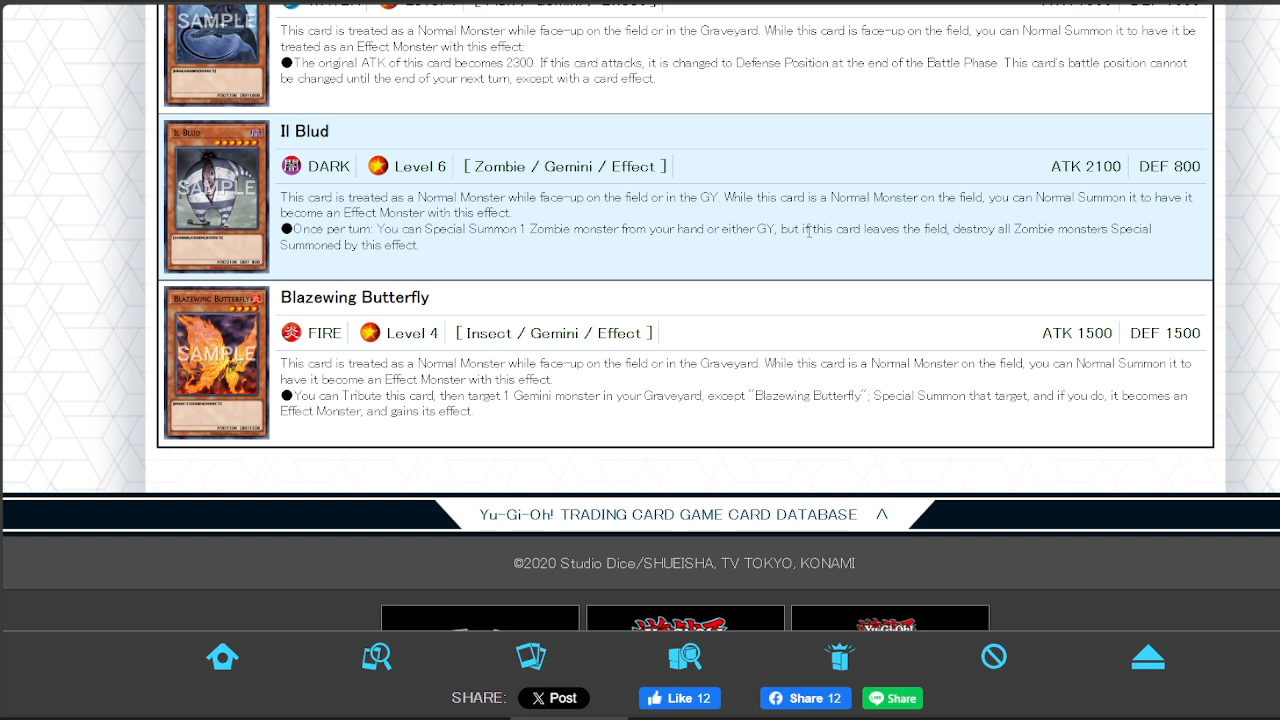 SAMPLE
This card is treated as a Normal Monster while face-up on the field or in the Graveyard. While this card is face-up on the field, you can Normal Summon it to have it be
treated as an Effect Monster with this effect:
●The original ATK of this card becomes 2300. If this card attacks, it is changed to Defense Position at the end of the Battle Phase. This card's battle position cannot
be changed until the end of your next turn, except with a card effect.
Il Blud
IL BLUD
SAMPLE
DARK Level 6 [ Zombie / Gemini / Effect ] ATK 2100 DEF 800
This card is treated as a Normal Monster while face-up on the field or in the GY. While this card is a Normal Monster on the field, you can Normal Summon it to have it
become an Effect Monster with this effect.
●Once per turn: You can Special Summon 1 Zombie monster from your hand or either GY, but if this card leaves the field, destroy all Zombie monsters Special
Summoned by this effect.
Blazewing Butterfly
BLAZEWING BUTTERFLY 炎
SAMPLE
炎 FIRE Level 4 [ Insect / Gemini / Effect ] ATK 1500 DEF 1500
This card is treated as a Normal Monster while face-up on the field or in the Graveyard. While this card is a Normal Monster on the field, you can Normal Summon it to
have it become an Effect Monster with this effect.
●You can Tribute this card, then target 1 Gemini monster in your Graveyard, except "Blazewing Butterfly"; Special Summon that target, and if you do, it becomes an
Effect Monster, and gains its effect.
Yu-Gi-Oh! TRADING CARD GAME CARD DATABASE ^
©2020 Studio Dice/SHUEISHA, TV TOKYO, KONAMI
Yu-Gi-Oh!
SHARE: X Post Like 12 Share 12 LINE Share